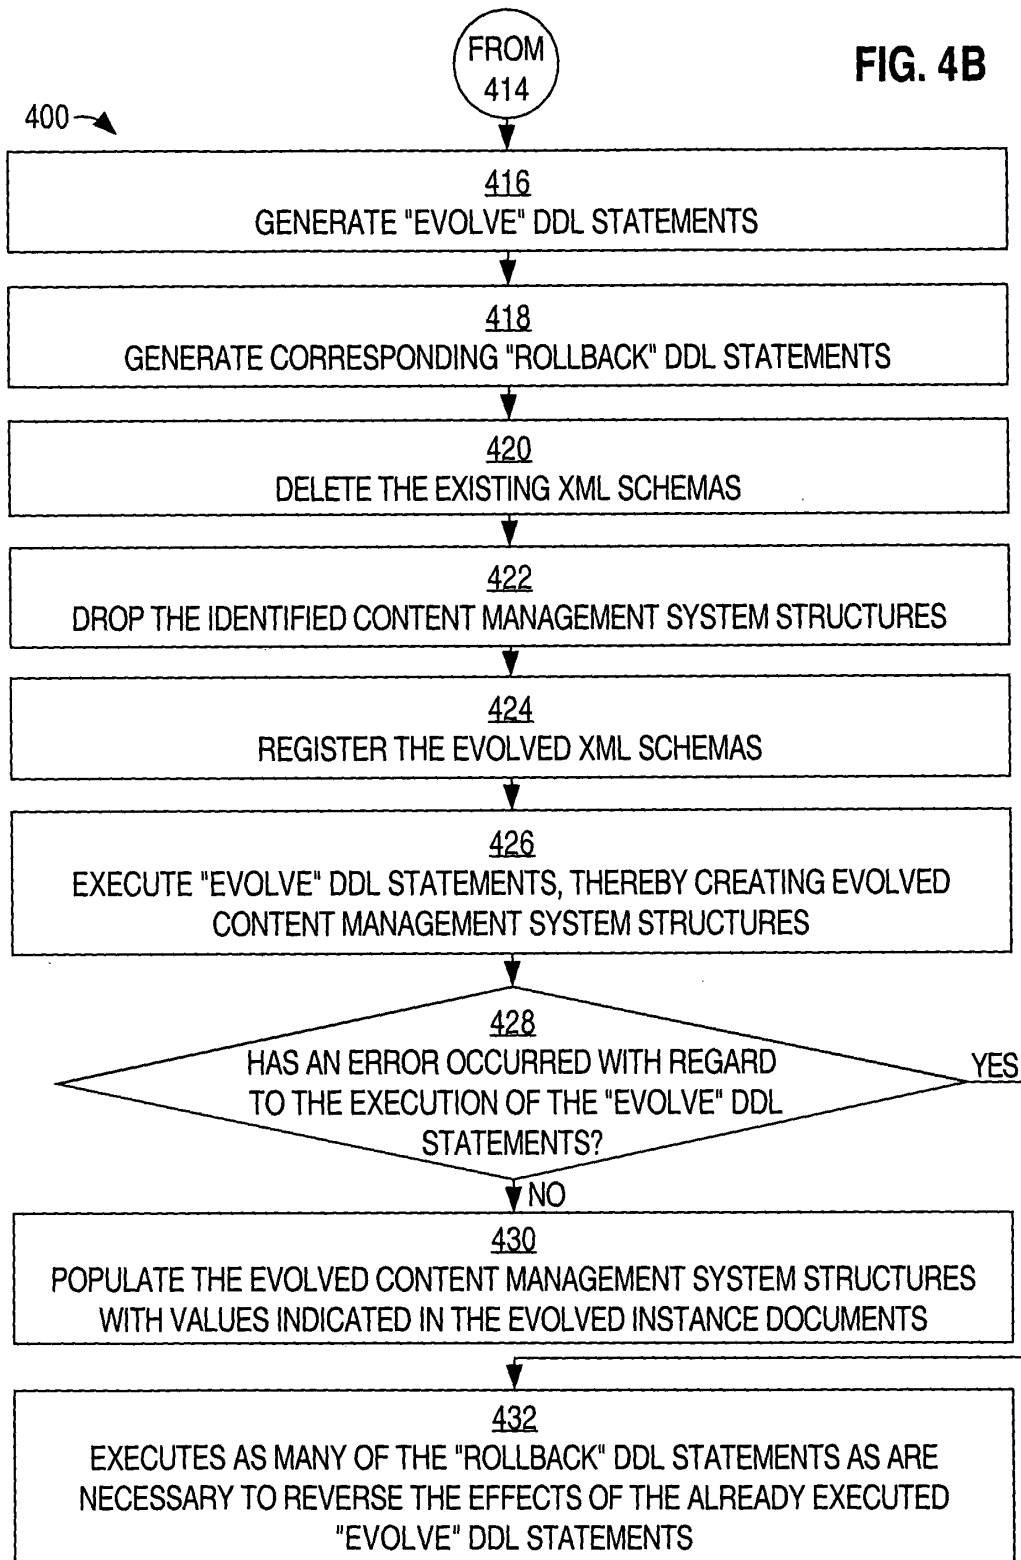 FROM
414
FIG. 4B
400
416
GENERATE "EVOLVE" DDL STATEMENTS
418
GENERATE CORRESPONDING "ROLLBACK" DDL STATEMENTS
420
DELETE THE EXISTING XML SCHEMAS
422
DROP THE IDENTIFIED CONTENT MANAGEMENT SYSTEM STRUCTURES
424
REGISTER THE EVOLVED XML SCHEMAS
426
EXECUTE "EVOLVE" DDL STATEMENTS, THEREBY CREATING EVOLVED
CONTENT MANAGEMENT SYSTEM STRUCTURES
428
HAS AN ERROR OCCURRED WITH REGARD
TO THE EXECUTION OF THE "EVOLVE" DDL
STATEMENTS?
YES
NO
430
POPULATE THE EVOLVED CONTENT MANAGEMENT SYSTEM STRUCTURES
WITH VALUES INDICATED IN THE EVOLVED INSTANCE DOCUMENTS
432
EXECUTES AS MANY OF THE "ROLLBACK" DDL STATEMENTS AS ARE
NECESSARY TO REVERSE THE EFFECTS OF THE ALREADY EXECUTED
"EVOLVE" DDL STATEMENTS